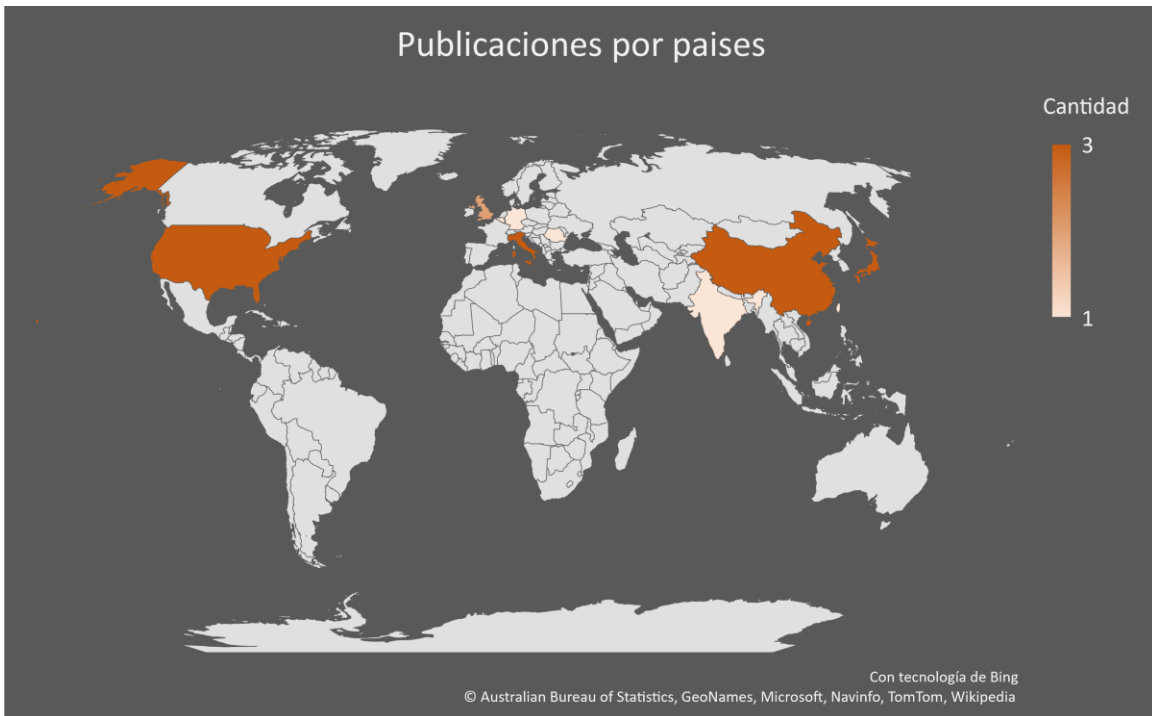 Publicaciones por paises
Cantidad
3
1
Con tecnología de Bing
© Australian Bureau of Statistics, GeoNames, Microsoft, Navinfo, TomTom, Wikipedia